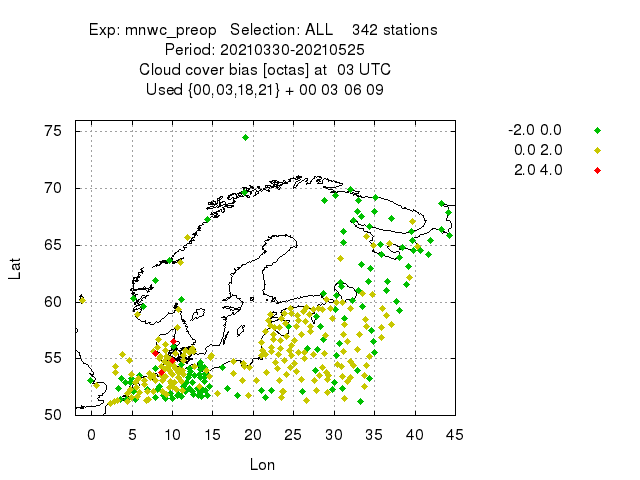 Exp: mnwc_preop   Selection: ALL    342 stations
Period: 20210330-20210525
Cloud cover bias [octas] at  03 UTC
Used {00,03,18,21} + 00 03 06 09
-2.0 0.0
0.0 2.0
2.0 4.0
75
70
65
60
55
50
Lat
0 5 10 15 20 25 30 35 40 45
Lon